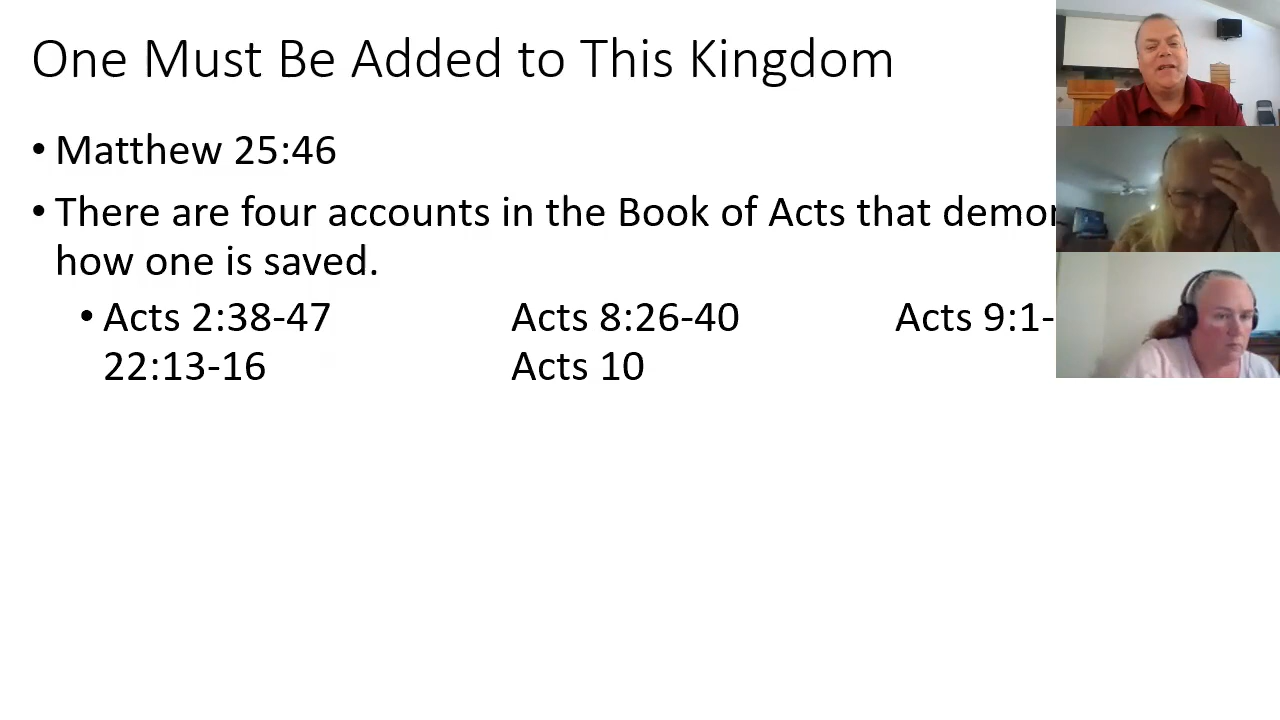 One Must Be Added to This Kingdom
• Matthew 25:46
• There are four accounts in the Book of Acts that
how one is saved.
• Acts 2:38-47 Acts 8:26-40 Acts 9:1-
22:13-16 Acts 10